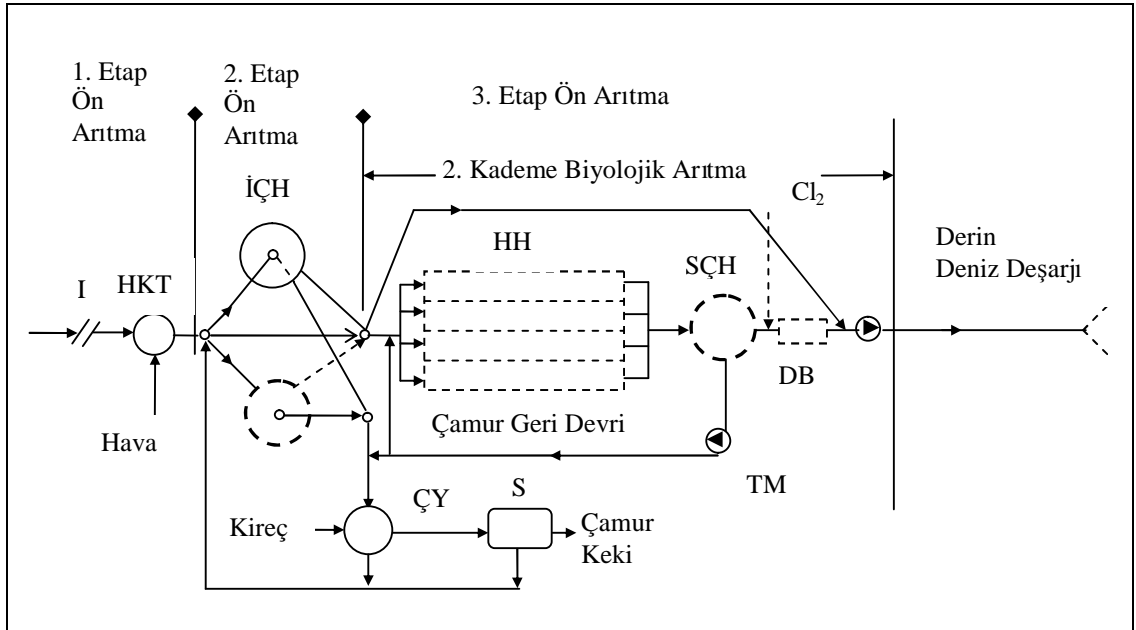 1. Etap
Ön
Arıtma
2. Etap
Ön
Arıtma
3. Etap Ön Arıtma
2. Kademe Biyolojik Arıtma
Cl2
İÇH
HH
SÇH
Derin
Deniz Deşarjı
I
HKT
DB
Hava
Çamur Geri Devri
TM
Kireç
ÇY
S
Çamur
Keki